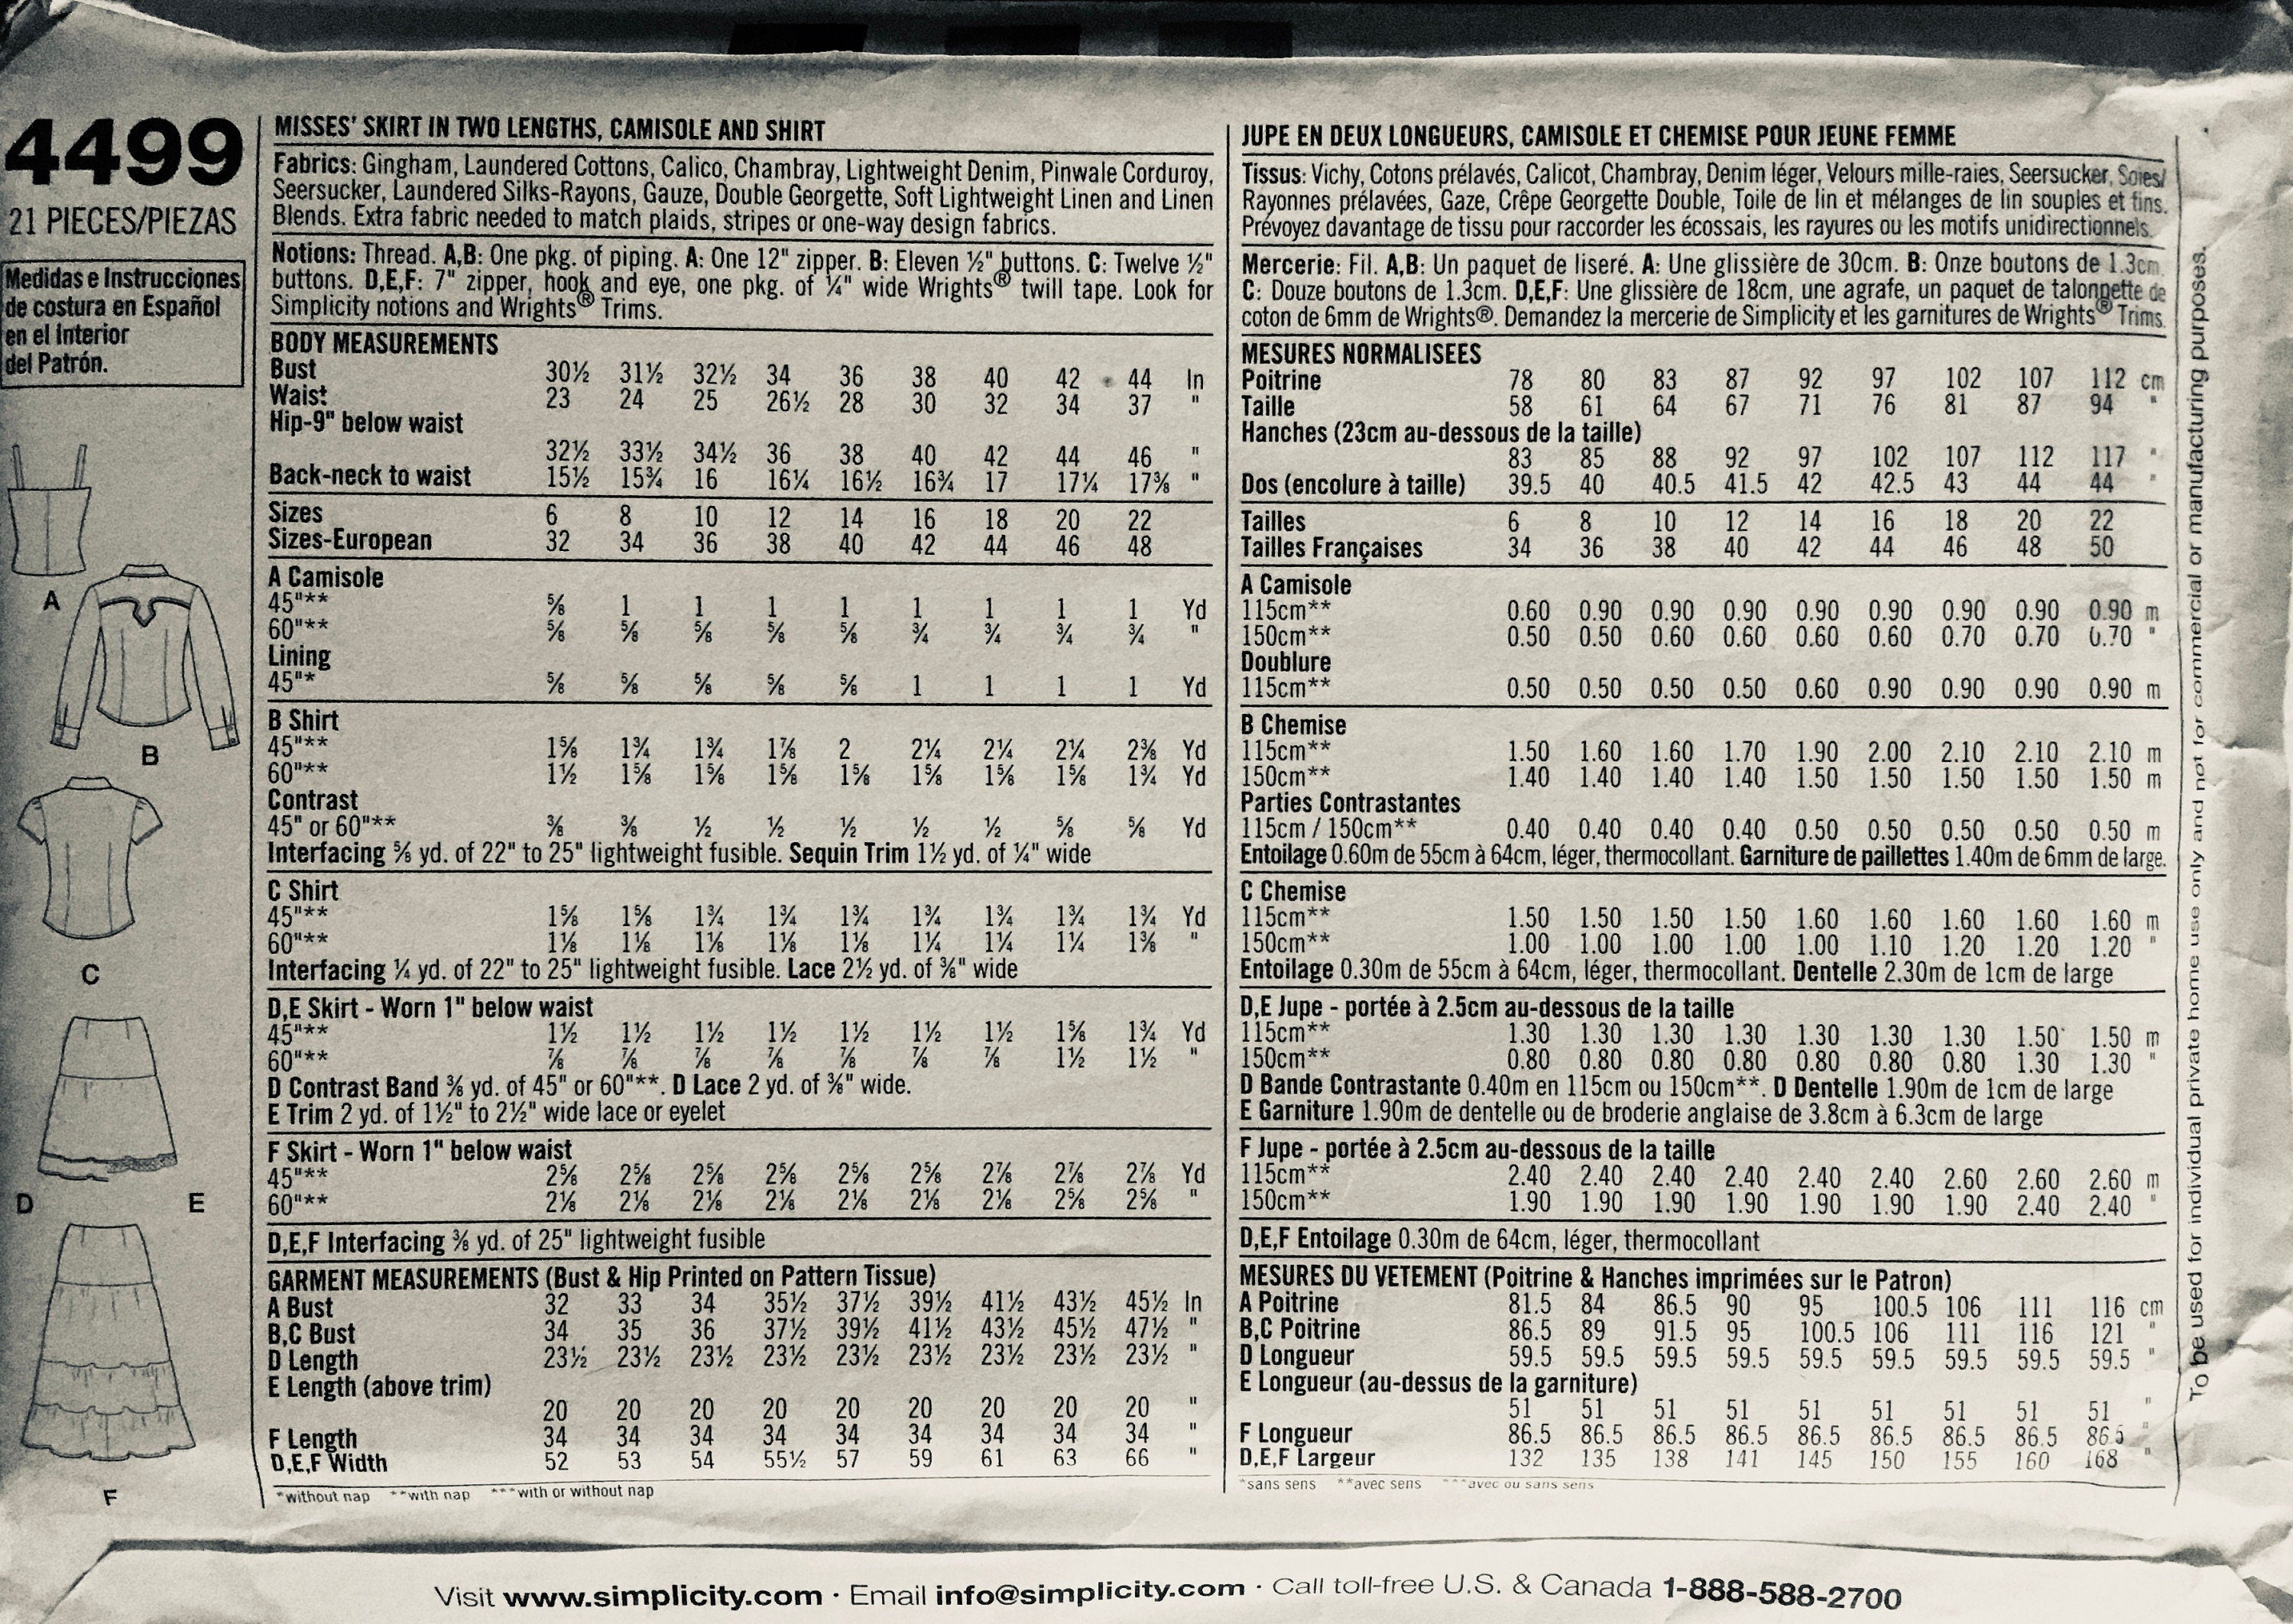 4499
21 PIECES/PIEZAS
Medidas e Instrucciones
de costura en Español
en el Interior
del Patrón.
A
B
C
D E
F
MISSES' SKIRT IN TWO LENGTHS, CAMISOLE AND SHIRT
Fabrics: Gingham, Laundered Cottons, Calico, Chambray, Lightweight Denim, Pinwale Corduroy,
Seersucker, Laundered Silks-Rayons, Gauze, Double Georgette, Soft Lightweight Linen and Linen
Blends. Extra fabric needed to match plaids, stripes or one-way design fabrics.
Notions: Thread. A,B: One pkg. of piping. A: One 12" zipper. B: Eleven ½" buttons. C: Twelve ½"
buttons. D,E,F: 7" zipper, hook and eye, one pkg. of ¼" wide Wrights® twill tape. Look for
Simplicity notions and Wrights® Trims.
BODY MEASUREMENTS
Bust 30½ 31½ 32½ 34 36 38 40 42 44 In
Waist 23 24 25 26½ 28 30 32 34 37 "
Hip-9" below waist
32½ 33½ 34½ 36 38 40 42 44 46 "
Back-neck to waist 15½ 15¾ 16 16¼ 16½ 16¾ 17 17¼ 17⅜ "
Sizes 6 8 10 12 14 16 18 20 22
Sizes-European 32 34 36 38 40 42 44 46 48
A Camisole
45"** ⅝ 1 1 1 1 1 1 1 1 Yd
60"** ⅝ ⅝ ⅝ ⅝ ⅝ ¾ ¾ ¾ ¾ "
Lining
45"* ⅝ ⅝ ⅝ ⅝ ⅝ 1 1 1 1 Yd
B Shirt
45"** 1⅝ 1¾ 1¾ 1⅞ 2 2¼ 2¼ 2¼ 2⅜ Yd
60"** 1½ 1⅝ 1⅝ 1⅝ 1⅝ 1⅝ 1⅝ 1⅝ 1¾ Yd
Contrast
45" or 60"** ⅜ ⅜ ½ ½ ½ ½ ½ ⅝ ⅝ Yd
Interfacing ⅝ yd. of 22" to 25" lightweight fusible. Sequin Trim 1½ yd. of ¼" wide
C Shirt
45"** 1⅝ 1⅝ 1¾ 1¾ 1¾ 1¾ 1¾ 1¾ 1¾ Yd
60"** 1⅛ 1⅛ 1⅛ 1⅛ 1⅛ 1¼ 1¼ 1¼ 1⅜ "
Interfacing ¼ yd. of 22" to 25" lightweight fusible. Lace 2½ yd. of ⅜" wide
D,E Skirt - Worn 1" below waist
45"** 1½ 1½ 1½ 1½ 1½ 1½ 1½ 1⅝ 1¾ Yd
60"** ⅞ ⅞ ⅞ ⅞ ⅞ ⅞ ⅞ 1½ 1½ "
D Contrast Band ⅜ yd. of 45" or 60"**. D Lace 2 yd. of ⅜" wide.
E Trim 2 yd. of 1½" to 2½" wide lace or eyelet
F Skirt - Worn 1" below waist
45"** 2⅝ 2⅝ 2⅝ 2⅝ 2⅝ 2⅝ 2⅞ 2⅞ 2⅞ Yd
60"** 2⅛ 2⅛ 2⅛ 2⅛ 2⅛ 2⅛ 2⅛ 2⅝ 2⅝ "
D,E,F Interfacing ⅜ yd. of 25" lightweight fusible
GARMENT MEASUREMENTS (Bust & Hip Printed on Pattern Tissue)
A Bust 32 33 34 35½ 37½ 39½ 41½ 43½ 45½ In
B,C Bust 34 35 36 37½ 39½ 41½ 43½ 45½ 47½ "
D Length 23½ 23½ 23½ 23½ 23½ 23½ 23½ 23½ 23½ "
E Length (above trim)
20 20 20 20 20 20 20 20 20 "
F Length 34 34 34 34 34 34 34 34 34 "
D,E,F Width 52 53 54 55½ 57 59 61 63 66 "
*without nap **with nap ***with or without nap
JUPE EN DEUX LONGUEURS, CAMISOLE ET CHEMISE POUR JEUNE FEMME
Tissus: Vichy, Cotons prélavés, Calicot, Chambray, Denim léger, Velours mille-raies, Seersucker, Soies/
Rayonnes prélavées, Gaze, Crêpe Georgette Double, Toile de lin et mélanges de lin souples et fins.
Prévoyez davantage de tissu pour raccorder les écossais, les rayures ou les motifs unidirectionnels.
Mercerie: Fil. A,B: Un paquet de liseré. A: Une glissière de 30cm. B: Onze boutons de 1.3cm.
C: Douze boutons de 1.3cm. D,E,F: Une glissière de 18cm, une agrafe, un paquet de talonnette de
coton de 6mm de Wrights®. Demandez la mercerie de Simplicity et les garnitures de Wrights® Trims.
MESURES NORMALISEES
Poitrine 78 80 83 87 92 97 102 107 112 cm
Taille 58 61 64 67 71 76 81 87 94 "
Hanches (23cm au-dessous de la taille)
83 85 88 92 97 102 107 112 117 "
Dos (encolure à taille) 39.5 40 40.5 41.5 42 42.5 43 44 44 "
Tailles 6 8 10 12 14 16 18 20 22
Tailles Françaises 34 36 38 40 42 44 46 48 50
A Camisole
115cm** 0.60 0.90 0.90 0.90 0.90 0.90 0.90 0.90 0.90 m
150cm** 0.50 0.50 0.60 0.60 0.60 0.60 0.70 0.70 0.70 "
Doublure
115cm** 0.50 0.50 0.50 0.50 0.60 0.90 0.90 0.90 0.90 m
B Chemise
115cm** 1.50 1.60 1.60 1.70 1.90 2.00 2.10 2.10 2.10 m
150cm** 1.40 1.40 1.40 1.40 1.50 1.50 1.50 1.50 1.50 m
Parties Contrastantes
115cm / 150cm** 0.40 0.40 0.40 0.40 0.50 0.50 0.50 0.50 0.50 m
Entoilage 0.60m de 55cm à 64cm, léger, thermocollant. Garniture de paillettes 1.40m de 6mm de large.
C Chemise
115cm** 1.50 1.50 1.50 1.50 1.60 1.60 1.60 1.60 1.60 m
150cm** 1.00 1.00 1.00 1.00 1.00 1.10 1.20 1.20 1.20 "
Entoilage 0.30m de 55cm à 64cm, léger, thermocollant. Dentelle 2.30m de 1cm de large
D,E Jupe - portée à 2.5cm au-dessous de la taille
115cm** 1.30 1.30 1.30 1.30 1.30 1.30 1.30 1.50 1.50 m
150cm** 0.80 0.80 0.80 0.80 0.80 0.80 0.80 1.30 1.30 "
D Bande Contrastante 0.40m en 115cm ou 150cm**. D Dentelle 1.90m de 1cm de large
E Garniture 1.90m de dentelle ou de broderie anglaise de 3.8cm à 6.3cm de large
F Jupe - portée à 2.5cm au-dessous de la taille
115cm** 2.40 2.40 2.40 2.40 2.40 2.40 2.60 2.60 2.60 m
150cm** 1.90 1.90 1.90 1.90 1.90 1.90 1.90 2.40 2.40 "
D,E,F Entoilage 0.30m de 64cm, léger, thermocollant
MESURES DU VETEMENT (Poitrine & Hanches imprimées sur le Patron)
A Poitrine 81.5 84 86.5 90 95 100.5 106 111 116 cm
B,C Poitrine 86.5 89 91.5 95 100.5 106 111 116 121 "
D Longueur 59.5 59.5 59.5 59.5 59.5 59.5 59.5 59.5 59.5 "
E Longueur (au-dessus de la garniture)
51 51 51 51 51 51 51 51 51 "
F Longueur 86.5 86.5 86.5 86.5 86.5 86.5 86.5 86.5 86.5 "
D,E,F Largeur 132 135 138 141 145 150 155 160 168 "
*sans sens **avec sens ***avec ou sans sens
To be used for individual private home use only and not for commercial or manufacturing purposes.
Visit www.simplicity.com · Email info@simplicity.com · Call toll-free U.S. & Canada 1-888-588-2700